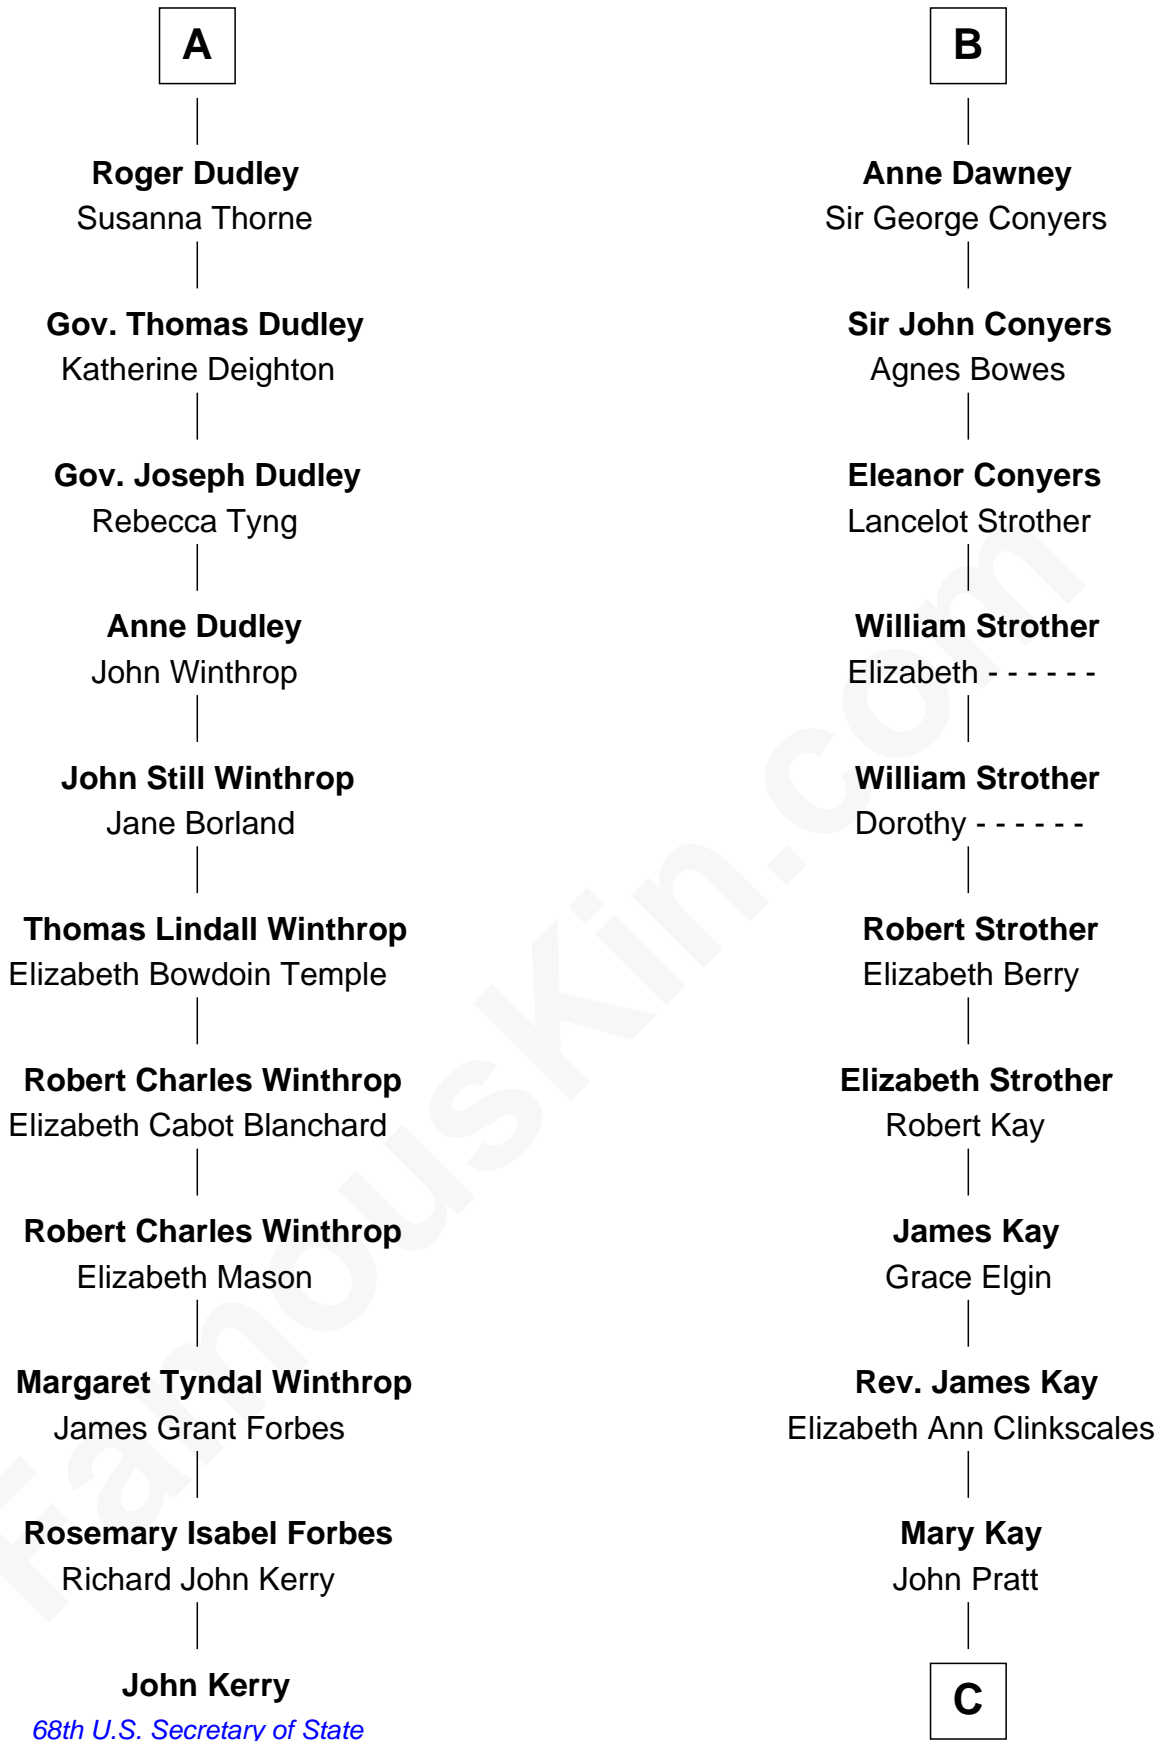 A
Roger Dudley
Susanna Thorne
Gov. Thomas Dudley
Katherine Deighton
Gov. Joseph Dudley
Rebecca Tyng
Anne Dudley
John Winthrop
John Still Winthrop
Jane Borland
Thomas Lindall Winthrop
Elizabeth Bowdoin Temple
Robert Charles Winthrop
Elizabeth Cabot Blanchard
Robert Charles Winthrop
Elizabeth Mason
Margaret Tyndal Winthrop
James Grant Forbes
Rosemary Isabel Forbes
Richard John Kerry
John Kerry
68th U.S. Secretary of State
B
Anne Dawney
Sir George Conyers
Sir John Conyers
Agnes Bowes
Eleanor Conyers
Lancelot Strother
William Strother
Elizabeth - - - - - -
William Strother
Dorothy - - - - - -
Robert Strother
Elizabeth Berry
Elizabeth Strother
Robert Kay
James Kay
Grace Elgin
Rev. James Kay
Elizabeth Ann Clinkscales
Mary Kay
John Pratt
C
FamousKin.com